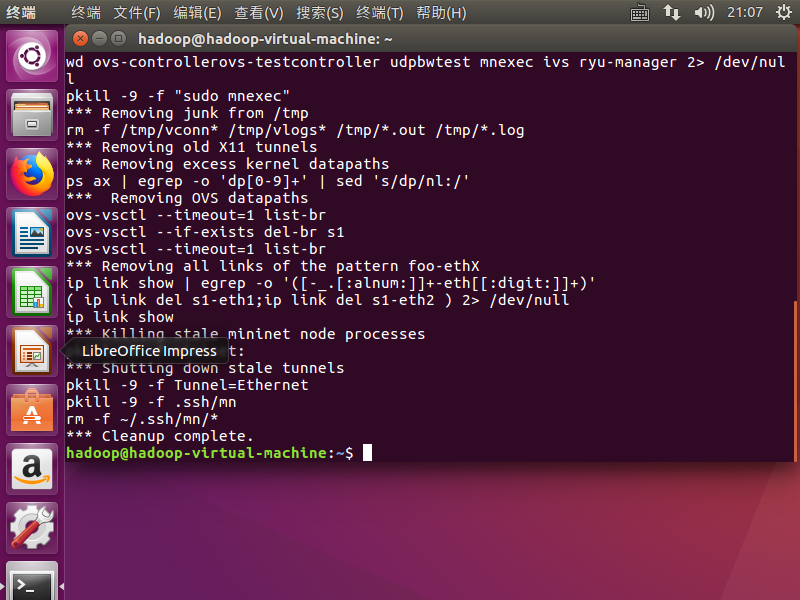 终端 终端 文件(F) 编辑(E) 查看(V) 搜索(S) 终端(T) 帮助(H) 21:07
hadoop@hadoop-virtual-machine: ~
wd ovs-controllerovs-testcontroller udpbwtest mnexec ivs ryu-manager 2> /dev/nul
l
pkill -9 -f "sudo mnexec"
*** Removing junk from /tmp
rm -f /tmp/vconn* /tmp/vlogs* /tmp/*.out /tmp/*.log
*** Removing old X11 tunnels
*** Removing excess kernel datapaths
ps ax | egrep -o 'dp[0-9]+' | sed 's/dp/nl:/'
***  Removing OVS datapaths
ovs-vsctl --timeout=1 list-br
ovs-vsctl --if-exists del-br s1
ovs-vsctl --timeout=1 list-br
*** Removing all links of the pattern foo-ethX
ip link show | egrep -o '([-_.[:alnum:]]+-eth[[:digit:]]+)'
( ip link del s1-eth1;ip link del s1-eth2 ) 2> /dev/null
ip link show
*** Killing stale mininet node processes
LibreOffice Impress t:
*** Shutting down stale tunnels
pkill -9 -f Tunnel=Ethernet
pkill -9 -f .ssh/mn
rm -f ~/.ssh/mn/*
*** Cleanup complete.
hadoop@hadoop-virtual-machine:~$